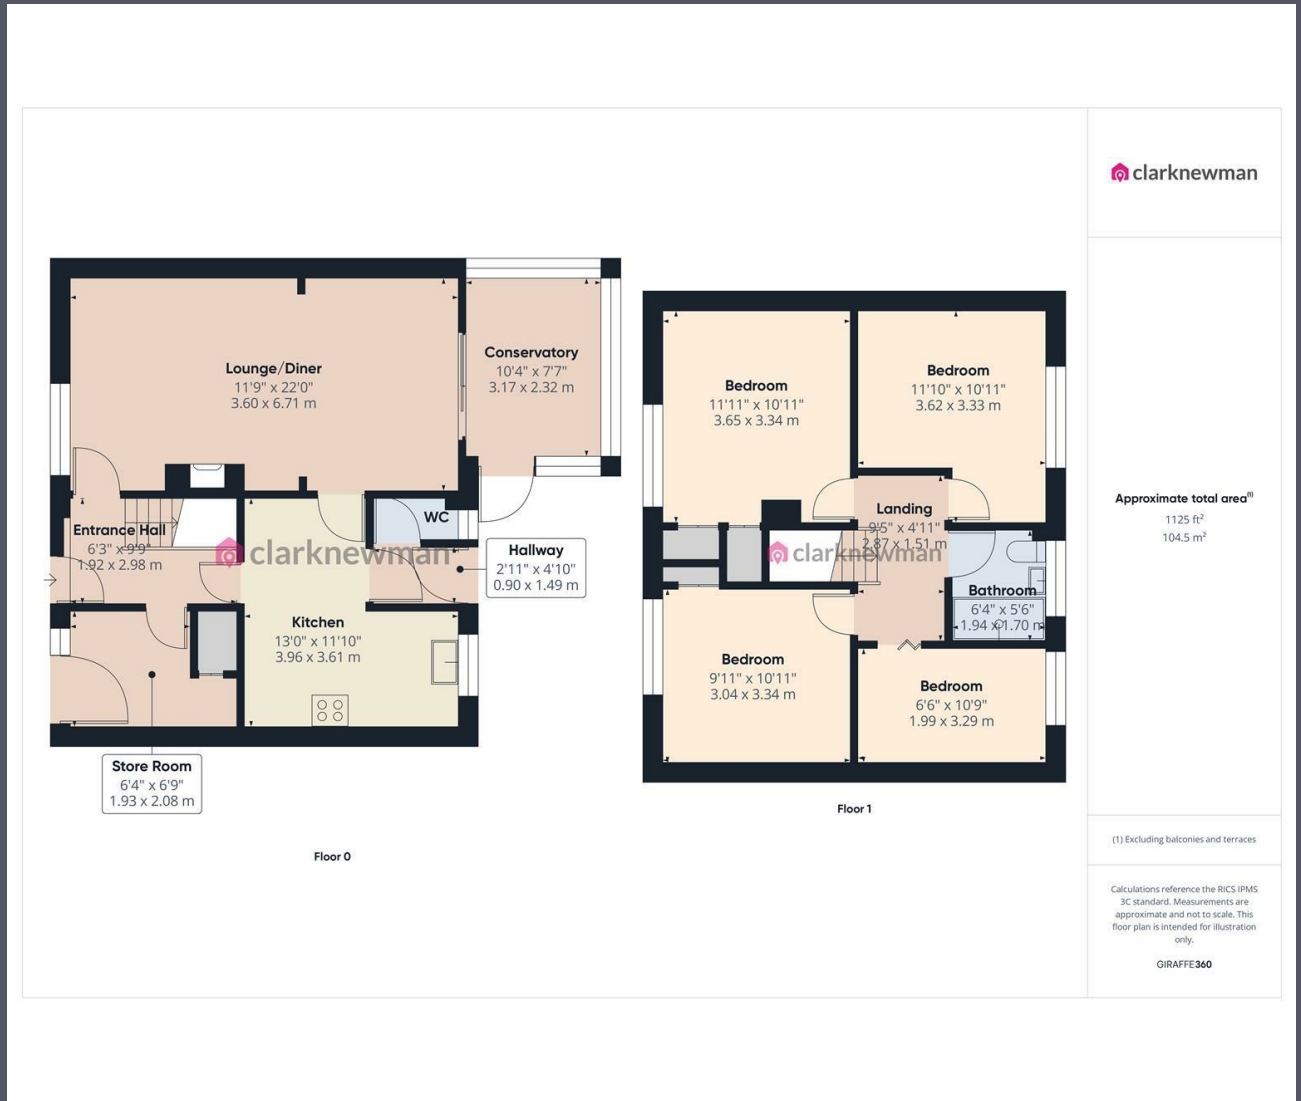 clarknewman
Lounge/Diner
11'9" x 22'0"
3.60 x 6.71 m
Conservatory
10'4" x 7'7"
3.17 x 2.32 m
Entrance Hall
6'3" x 9'9"
1.92 x 2.98 m
WC
clarknewman
Hallway
2'11" x 4'10"
0.90 x 1.49 m
Kitchen
13'0" x 11'10"
3.96 x 3.61 m
Store Room
6'4" x 6'9"
1.93 x 2.08 m
Floor 0
Bedroom
11'11" x 10'11"
3.65 x 3.34 m
Bedroom
11'10" x 10'11"
3.62 x 3.33 m
Landing
9'5" x 4'11"
2.87 x 1.51 m
clarknewman
Bathroom
6'4" x 5'6"
1.94 x 1.70 m
Bedroom
9'11" x 10'11"
3.04 x 3.34 m
Bedroom
6'6" x 10'9"
1.99 x 3.29 m
Floor 1
Approximate total area(1)
1125 ft²
104.5 m²
(1) Excluding balconies and terraces
Calculations reference the RICS IPMS
3C standard. Measurements are
approximate and not to scale. This
floor plan is intended for illustration
only.
GIRAFFE360